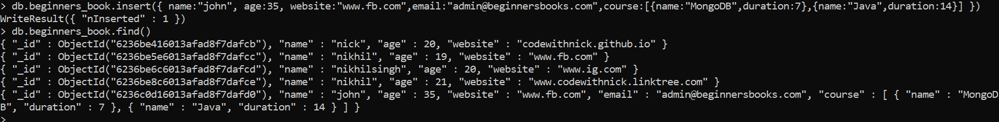 > db.beginners_book.insert({ name:"john", age:35, website:"www.fb.com",email:"admin@beginnersbooks.com",course:[{name:"MongoDB",duration:7},{name:"Java",duration:14}] })
WriteResult({ "nInserted" : 1 })
> db.beginners_book.find()
{ "_id" : ObjectId("6236be416013afad8f7dafcb"), "name" : "nick", "age" : 20, "website" : "codewithnick.github.io" }
{ "_id" : ObjectId("6236be5e6013afad8f7dafcc"), "name" : "nikhil", "age" : 19, "website" : "www.fb.com" }
{ "_id" : ObjectId("6236be6c6013afad8f7dafcd"), "name" : "nikhilsingh", "age" : 20, "website" : "www.ig.com" }
{ "_id" : ObjectId("6236be8c6013afad8f7dafce"), "name" : "nikhil", "age" : 21, "website" : "www.codewithnick.linktree.com" }
{ "_id" : ObjectId("6236c0d16013afad8f7dafd0"), "name" : "john", "age" : 35, "website" : "www.fb.com", "email" : "admin@beginnersbooks.com", "course" : [ { "name" : "MongoD
B", "duration" : 7 }, { "name" : "Java", "duration" : 14 } ] }
>